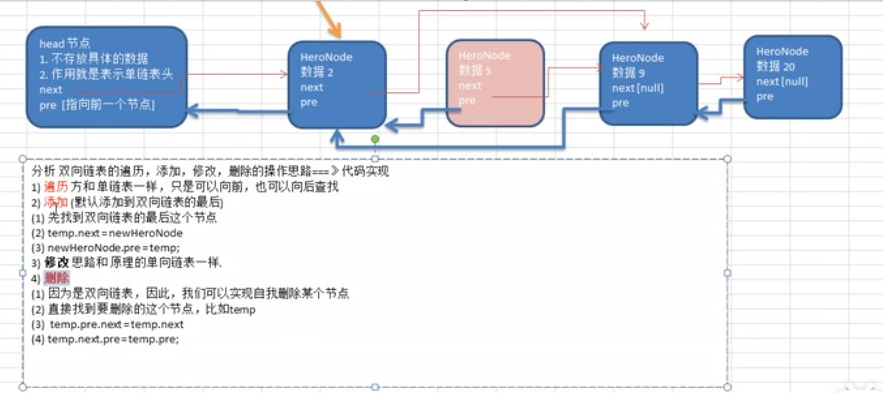 head 节点
1. 不存放具体的数据
2. 作用就是表示单链表头
next
pre [指向前一个节点]
HeroNode
数据 2
next
pre
HeroNode
数据 5
next
pre
HeroNode
数据 9
next [null]
pre
HeroNode
数据 20
next [null]
pre
分析 双向链表的遍历，添加，修改，删除的操作思路===》代码实现
1) 遍历 方和 单链表一样，只是可以向前，也可以向后查找
2) 添加 (默认添加到双向链表的最后)
(1) 先找到双向链表的最后这个节点
(2) temp.next = newHeroNode
(3) newHeroNode.pre = temp;
3) 修改 思路和 原理的单向链表一样.
4) 删除
(1) 因为是双向链表，因此，我们可以实现自我删除某个节点
(2) 直接找到要删除的这个节点，比如temp
(3) temp.pre.next = temp.next
(4) temp.next.pre = temp.pre;